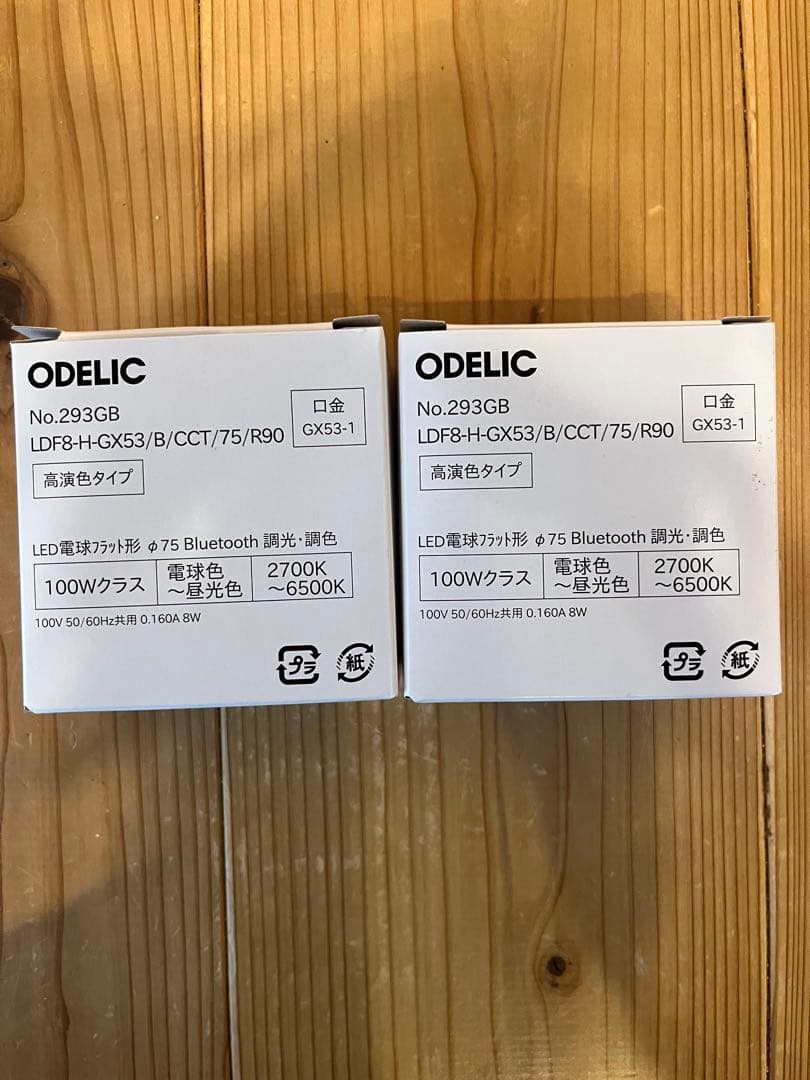 ODELIC
No.293GB
LDF8-H-GX53/B/CCT/75/R90
口金
GX53-1
高演色タイプ
LED電球フラット形 φ75 Bluetooth 調光・調色
100Wクラス 電球色～昼光色 2700K～6500K
100V 50/60Hz共用 0.160A 8W
プラ 紙
ODELIC
No.293GB
LDF8-H-GX53/B/CCT/75/R90
口金
GX53-1
高演色タイプ
LED電球フラット形 φ75 Bluetooth 調光・調色
100Wクラス 電球色～昼光色 2700K～6500K
100V 50/60Hz共用 0.160A 8W
プラ 紙